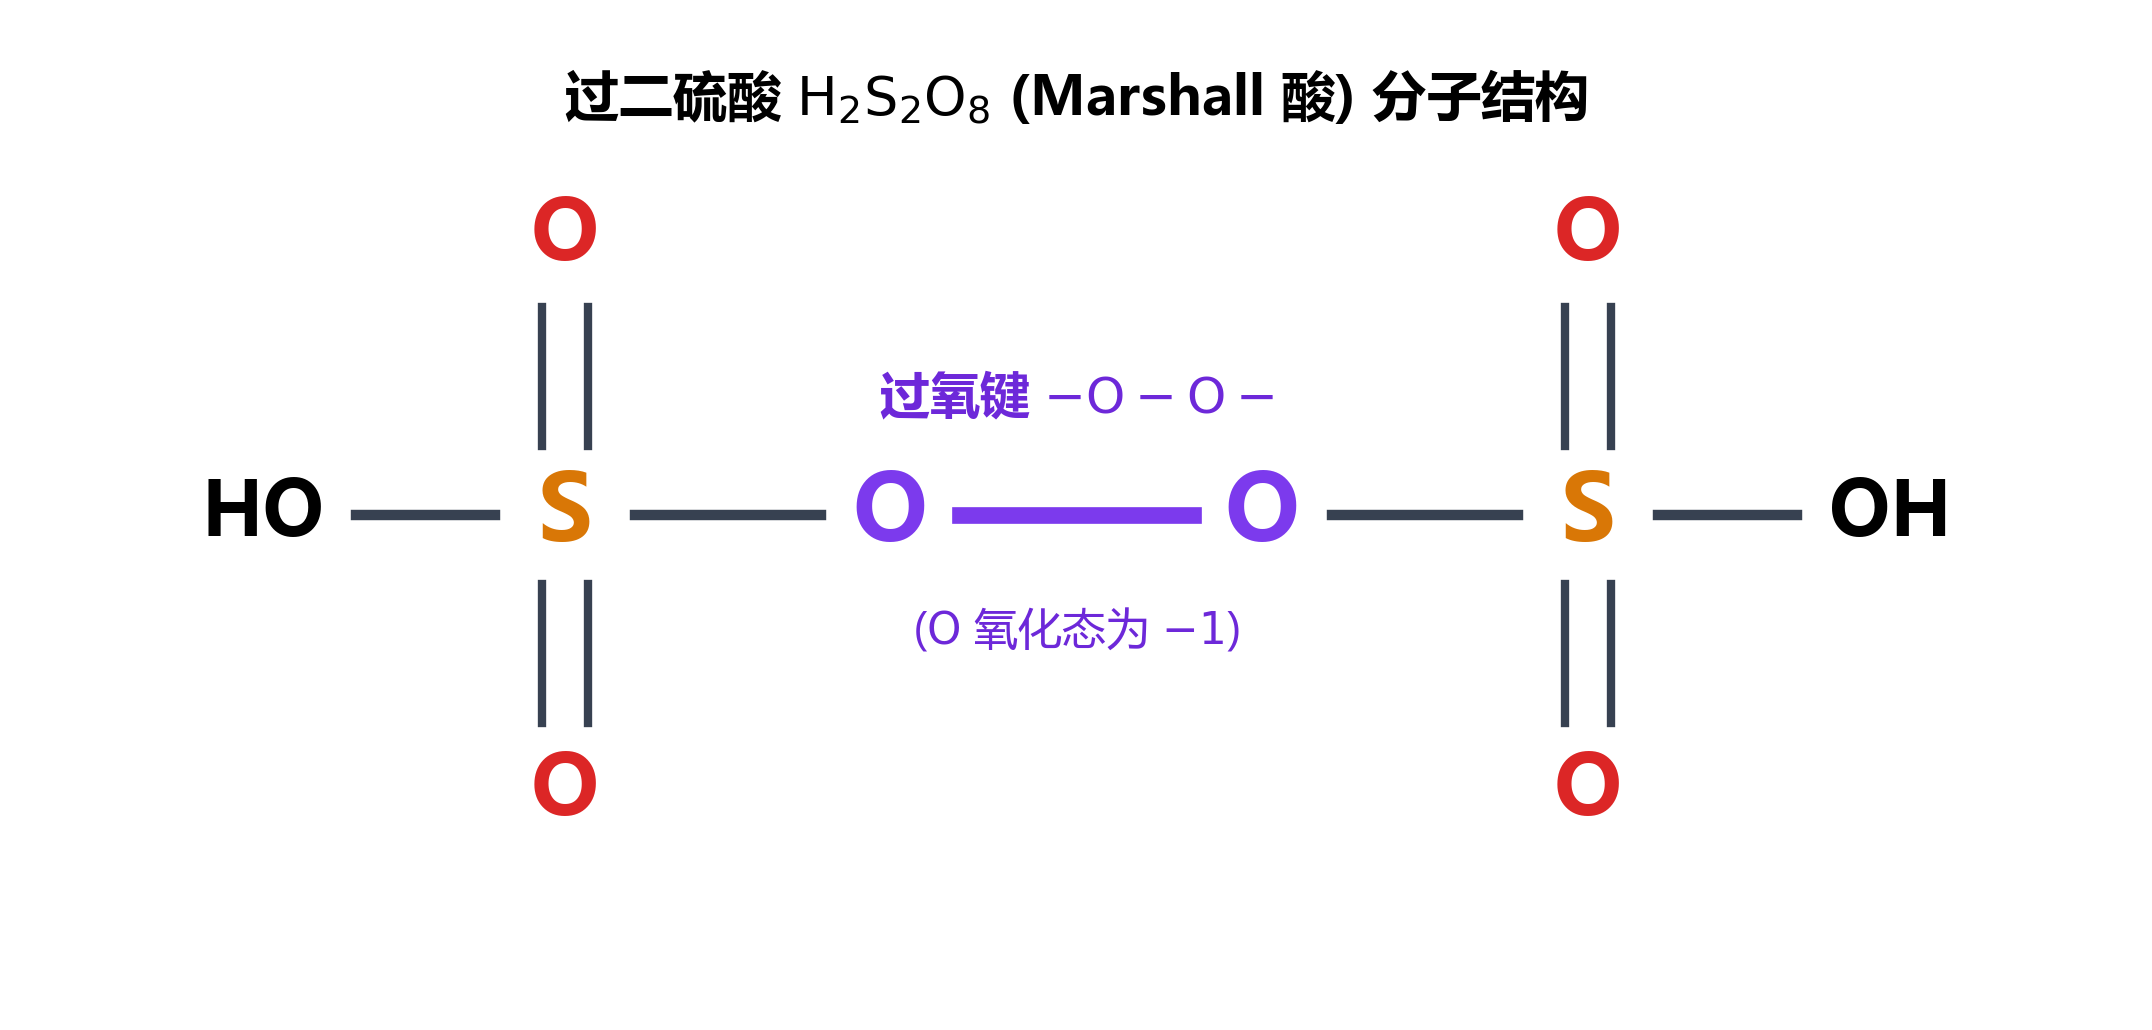 过二硫酸 H₂S₂O₈ (Marshall 酸) 分子结构
O O
过氧键 −O − O −
HO S O O S OH
(O 氧化态为 −1)
O O